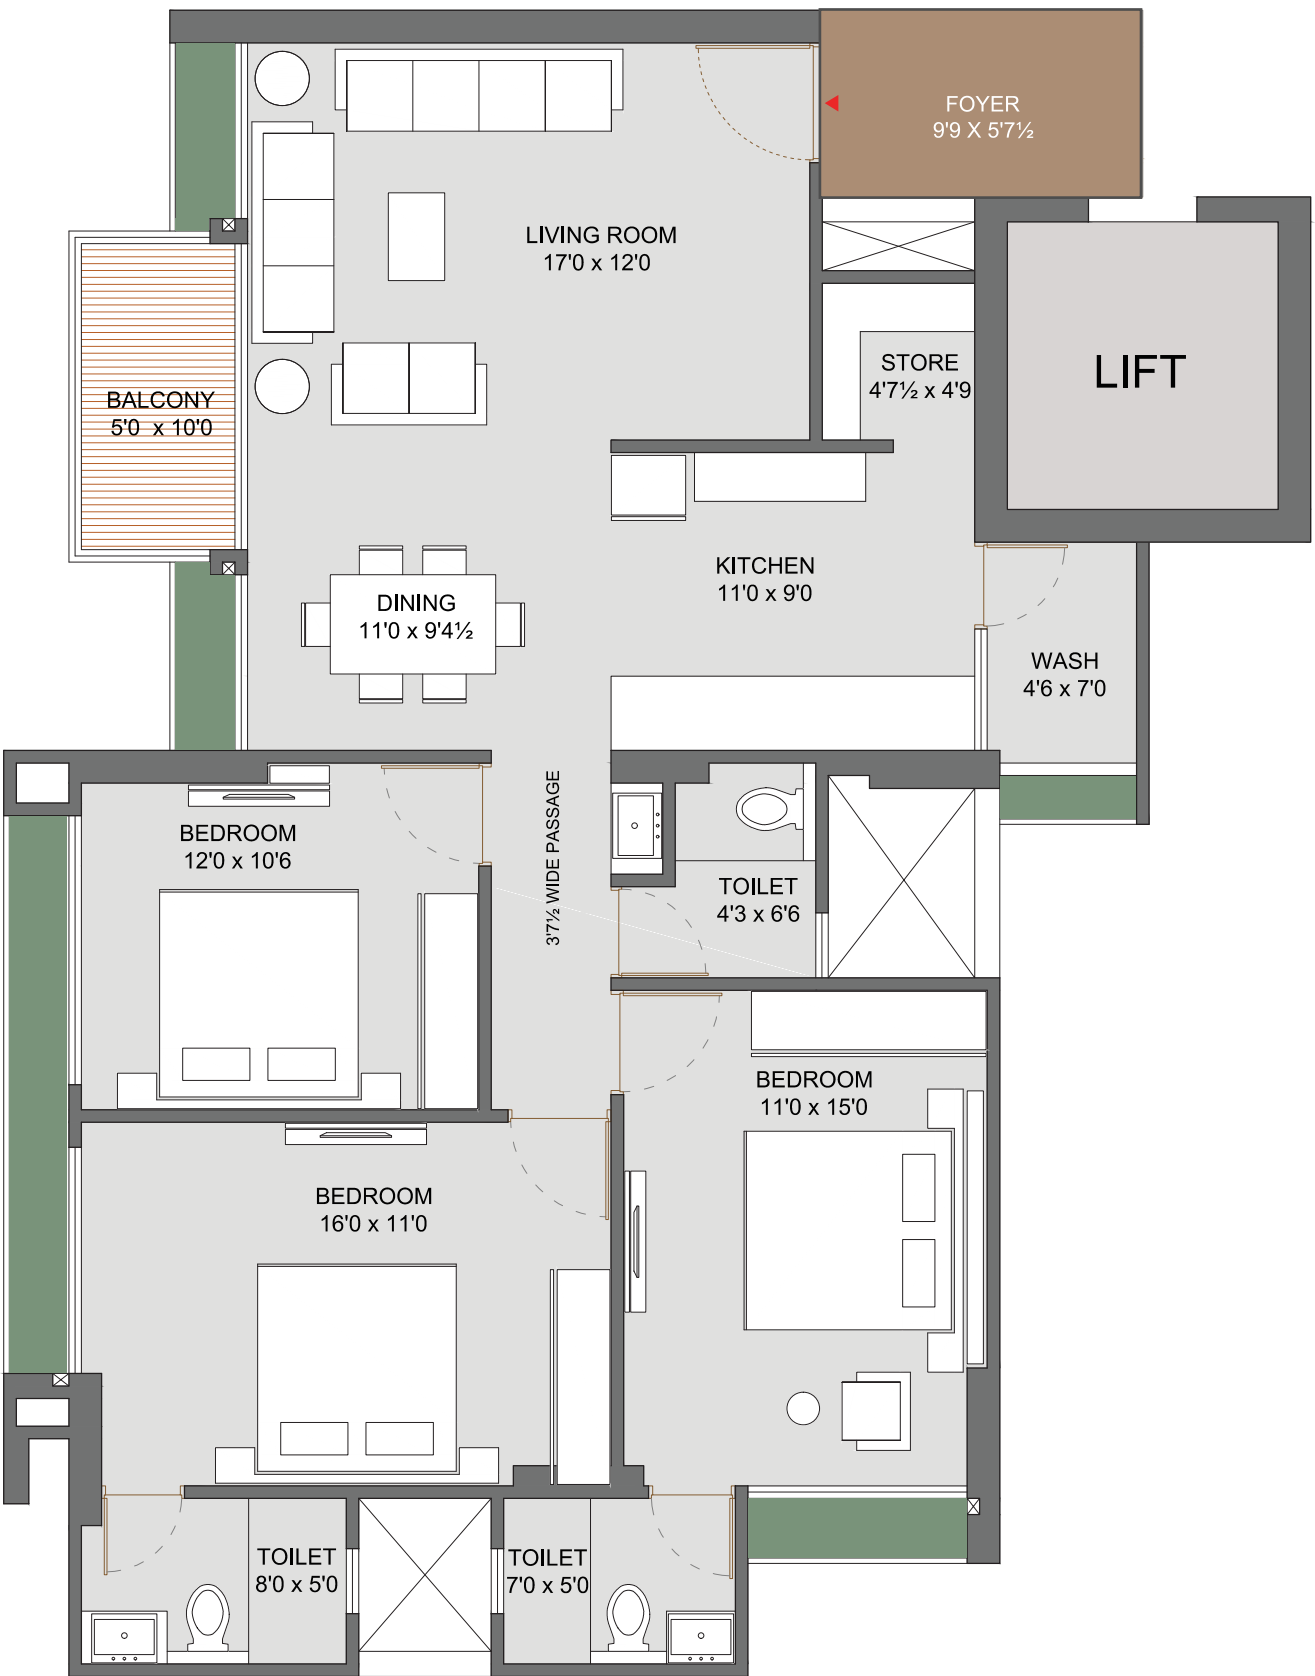 FOYER
9'9 X 5'7½
LIVING ROOM
17'0 x 12'0
STORE
4'7½ x 4'9
LIFT
BALCONY
5'0 x 10'0
KITCHEN
11'0 x 9'0
DINING
11'0 x 9'4½
WASH
4'6 x 7'0
3'7½ WIDE PASSAGE
BEDROOM
12'0 x 10'6
TOILET
4'3 x 6'6
BEDROOM
11'0 x 15'0
BEDROOM
16'0 x 11'0
TOILET
8'0 x 5'0
TOILET
7'0 x 5'0